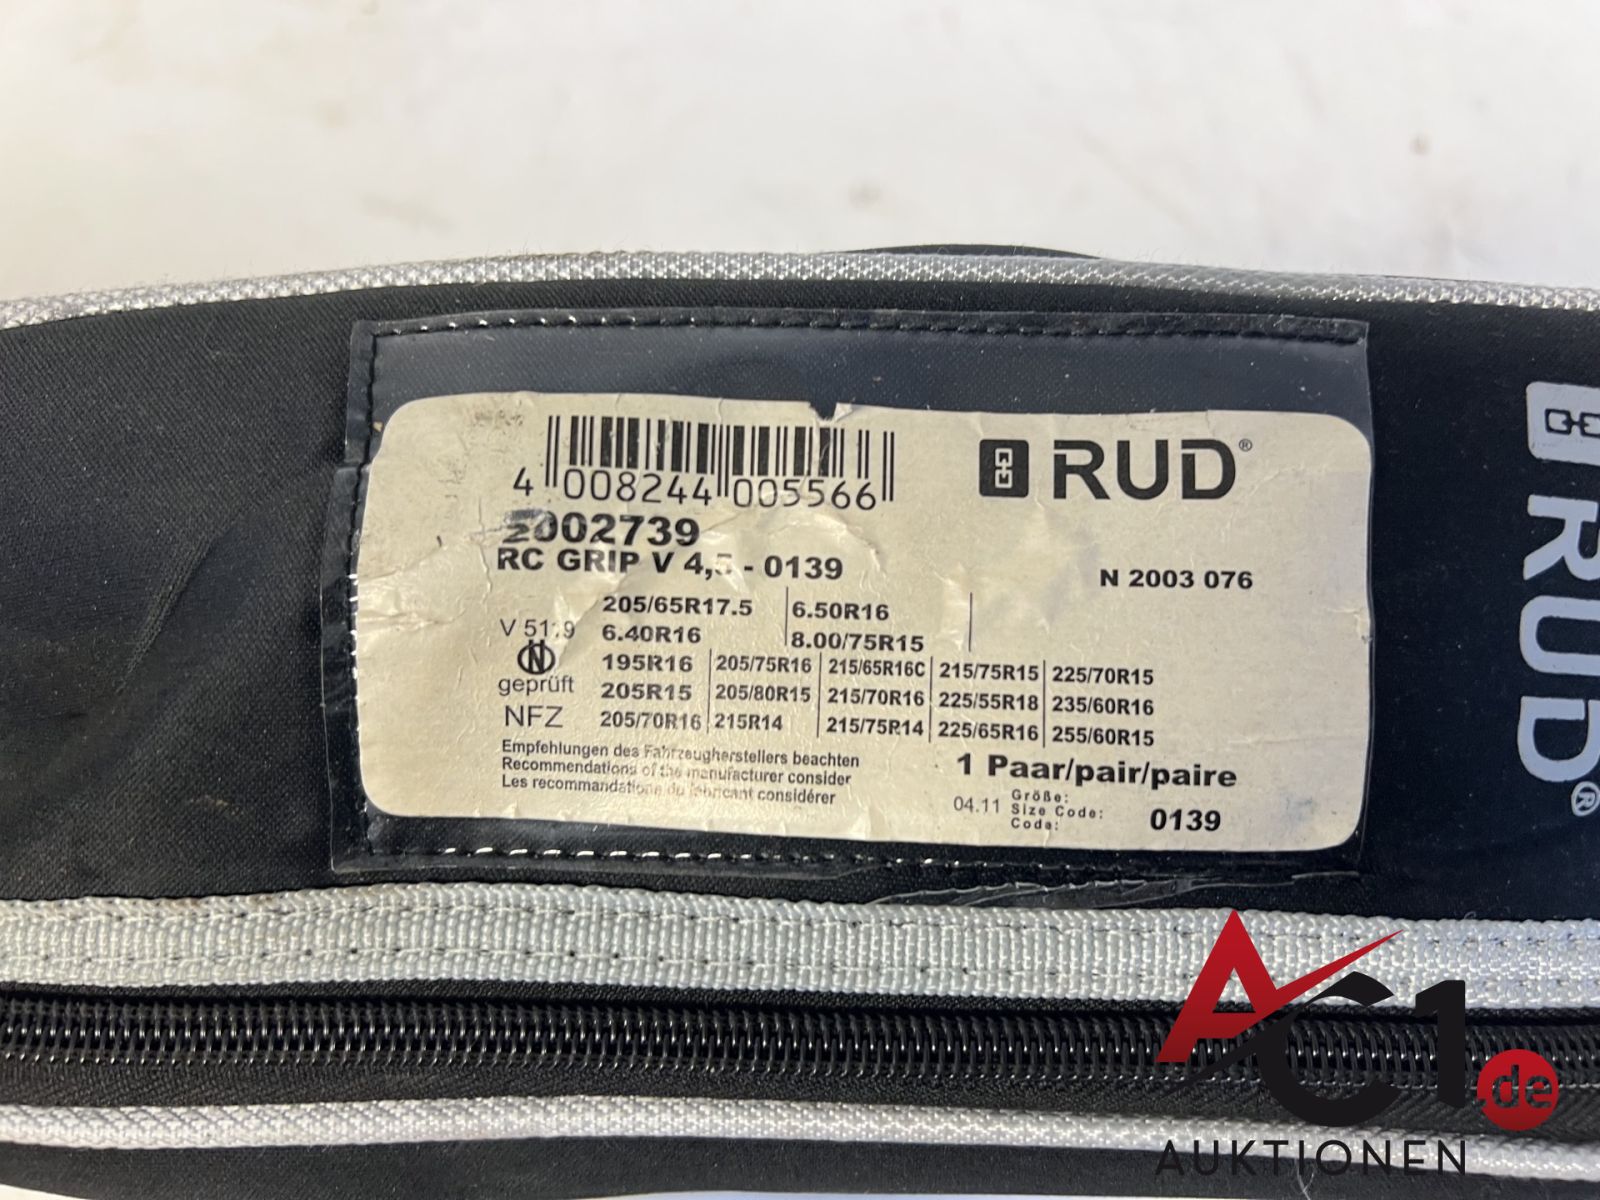 4 008244 005566
RUD®
2002739
RC GRIP V 4,5 - 0139
N 2003 076
205/65R17.5 6.50R16
V 5119 6.40R16 8.00/75R15
195R16 205/75R16 215/65R16C 215/75R15 225/70R15
geprüft 205R15 205/80R15 215/70R16 225/55R18 235/60R16
NFZ 205/70R16 215R14 215/75R14 225/65R16 255/60R15
Empfehlungen des Fahrzeugherstellers beachten
Recommendations of the manufacturer consider
Les recommandations du fabricant considérer
1 Paar/pair/paire
04.11 Größe:
Size Code: 0139
Code:
RUD®
AC1.de
AUKTIONEN